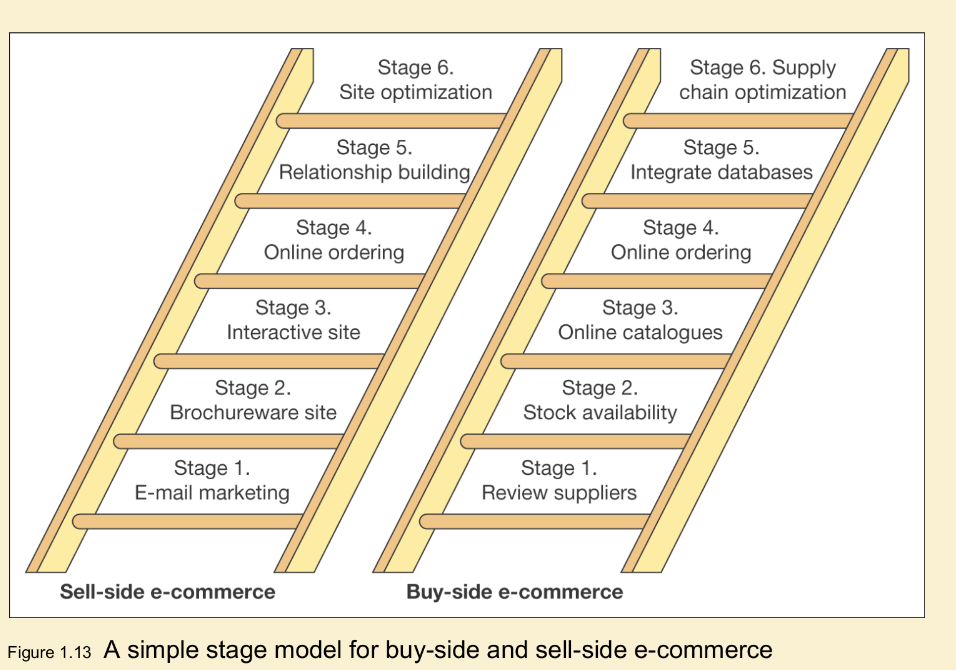 Stage 6.
Site optimization
Stage 5.
Relationship building
Stage 4.
Online ordering
Stage 3.
Interactive site
Stage 2.
Brochureware site
Stage 1.
E-mail marketing
Sell-side e-commerce
Stage 6. Supply
chain optimization
Stage 5.
Integrate databases
Stage 4.
Online ordering
Stage 3.
Online catalogues
Stage 2.
Stock availability
Stage 1.
Review suppliers
Buy-side e-commerce
Figure 1.13 A simple stage model for buy-side and sell-side e-commerce